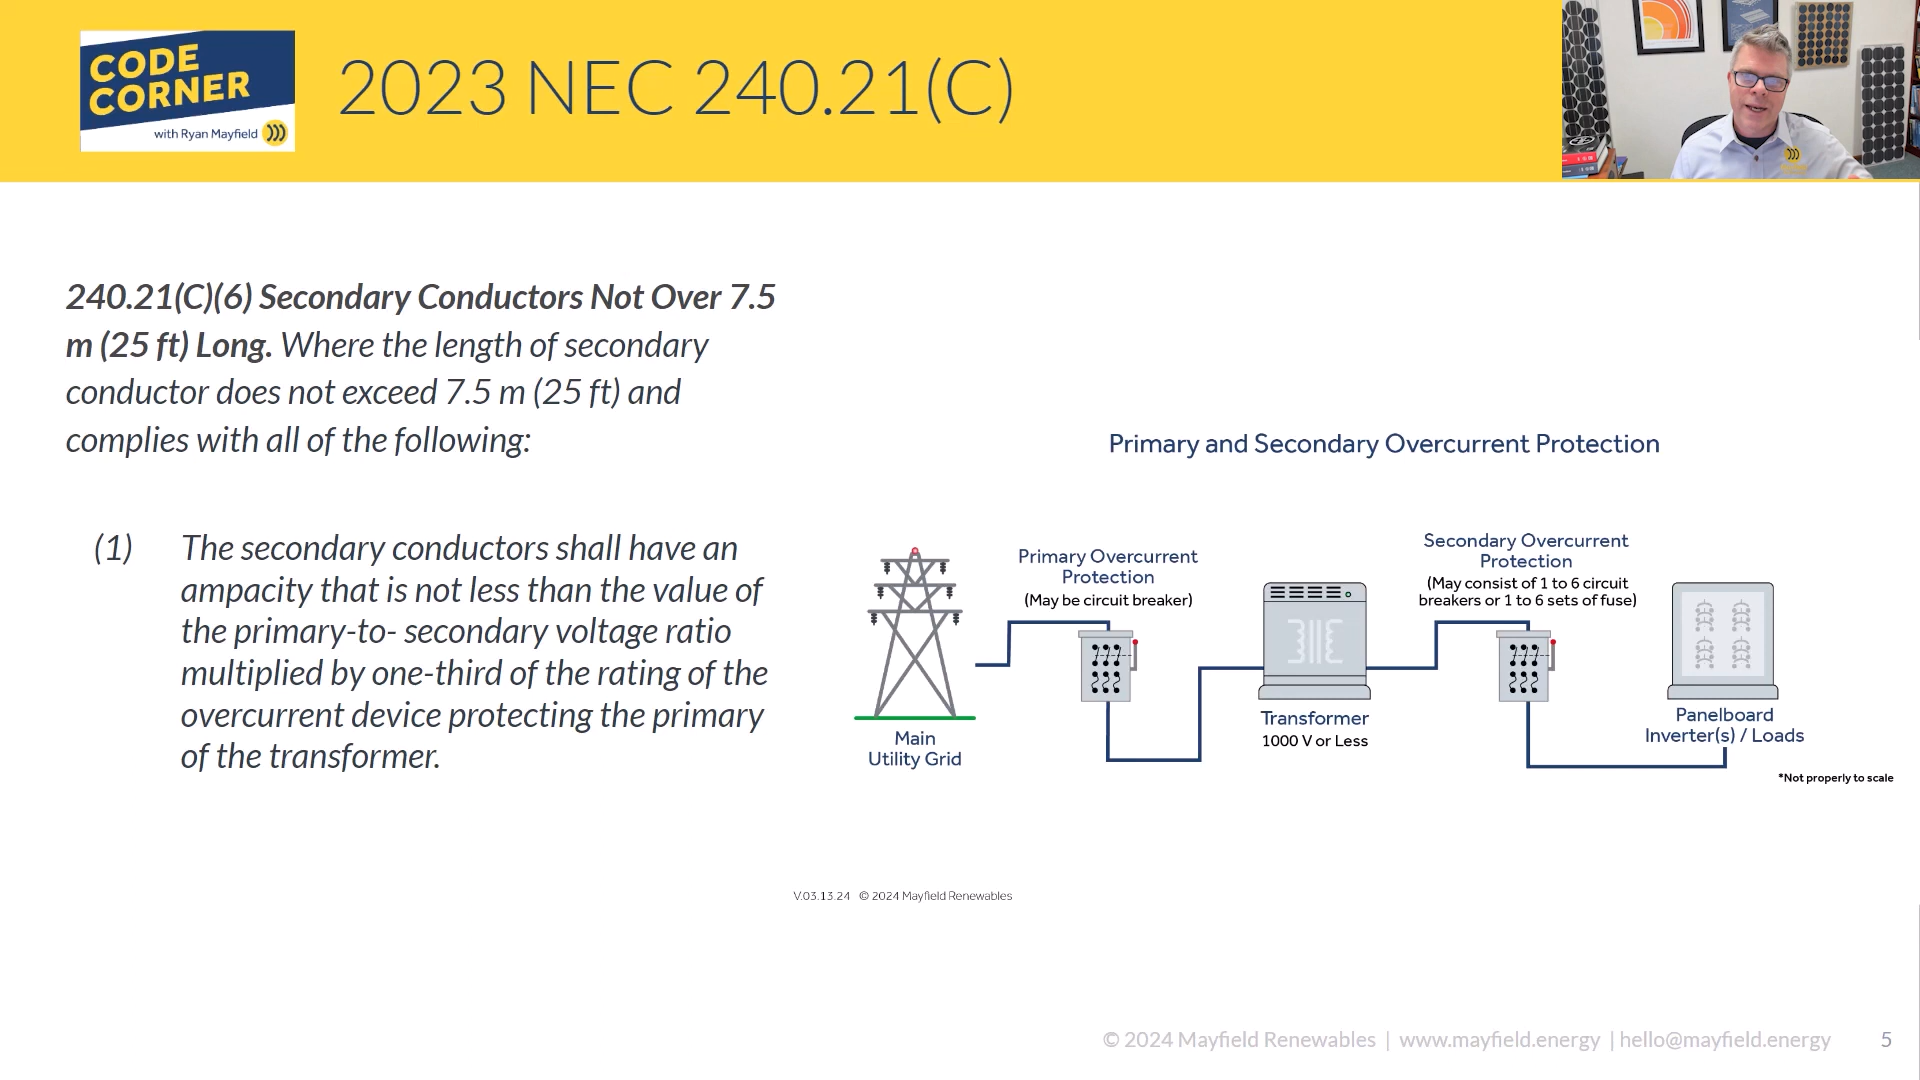 CODE
CORNER
with Ryan Mayfield
2023 NEC 240.21(C)
240.21(C)(6) Secondary Conductors Not Over 7.5
m (25 ft) Long. Where the length of secondary
conductor does not exceed 7.5 m (25 ft) and
complies with all of the following:
(1) The secondary conductors shall have an
ampacity that is not less than the value of
the primary-to- secondary voltage ratio
multiplied by one-third of the rating of the
overcurrent device protecting the primary
of the transformer.
Primary and Secondary Overcurrent Protection
Main
Utility Grid
Primary Overcurrent
Protection
(May be circuit breaker)
Transformer
1000 V or Less
Secondary Overcurrent
Protection
(May consist of 1 to 6 circuit
breakers or 1 to 6 sets of fuse)
Panelboard
Inverter(s) / Loads
*Not properly to scale
V.03.13.24 © 2024 Mayfield Renewables
© 2024 Mayfield Renewables | www.mayfield.energy | hello@mayfield.energy 5